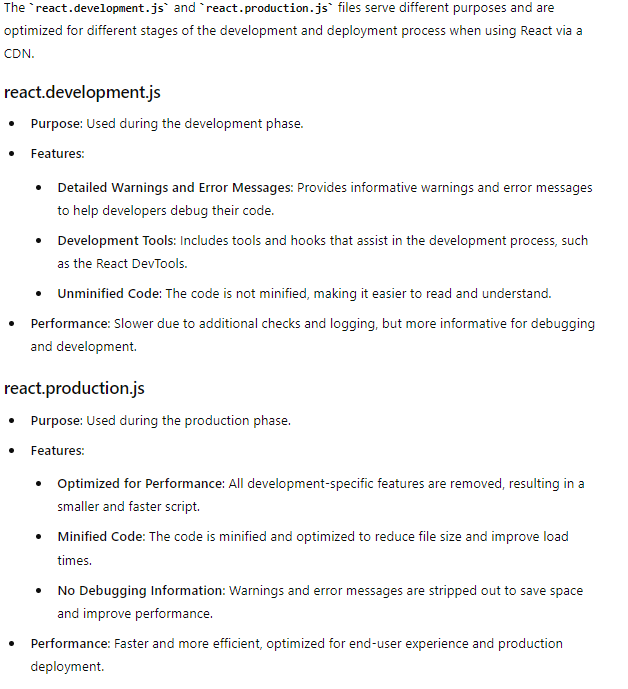 The `react.development.js` and `react.production.js` files serve different purposes and are
optimized for different stages of the development and deployment process when using React via a
CDN.
react.development.js
• Purpose: Used during the development phase.
• Features:
• Detailed Warnings and Error Messages: Provides informative warnings and error messages
to help developers debug their code.
• Development Tools: Includes tools and hooks that assist in the development process, such
as the React DevTools.
• Unminified Code: The code is not minified, making it easier to read and understand.
• Performance: Slower due to additional checks and logging, but more informative for debugging
and development.
react.production.js
• Purpose: Used during the production phase.
• Features:
• Optimized for Performance: All development-specific features are removed, resulting in a
smaller and faster script.
• Minified Code: The code is minified and optimized to reduce file size and improve load
times.
• No Debugging Information: Warnings and error messages are stripped out to save space
and improve performance.
• Performance: Faster and more efficient, optimized for end-user experience and production
deployment.